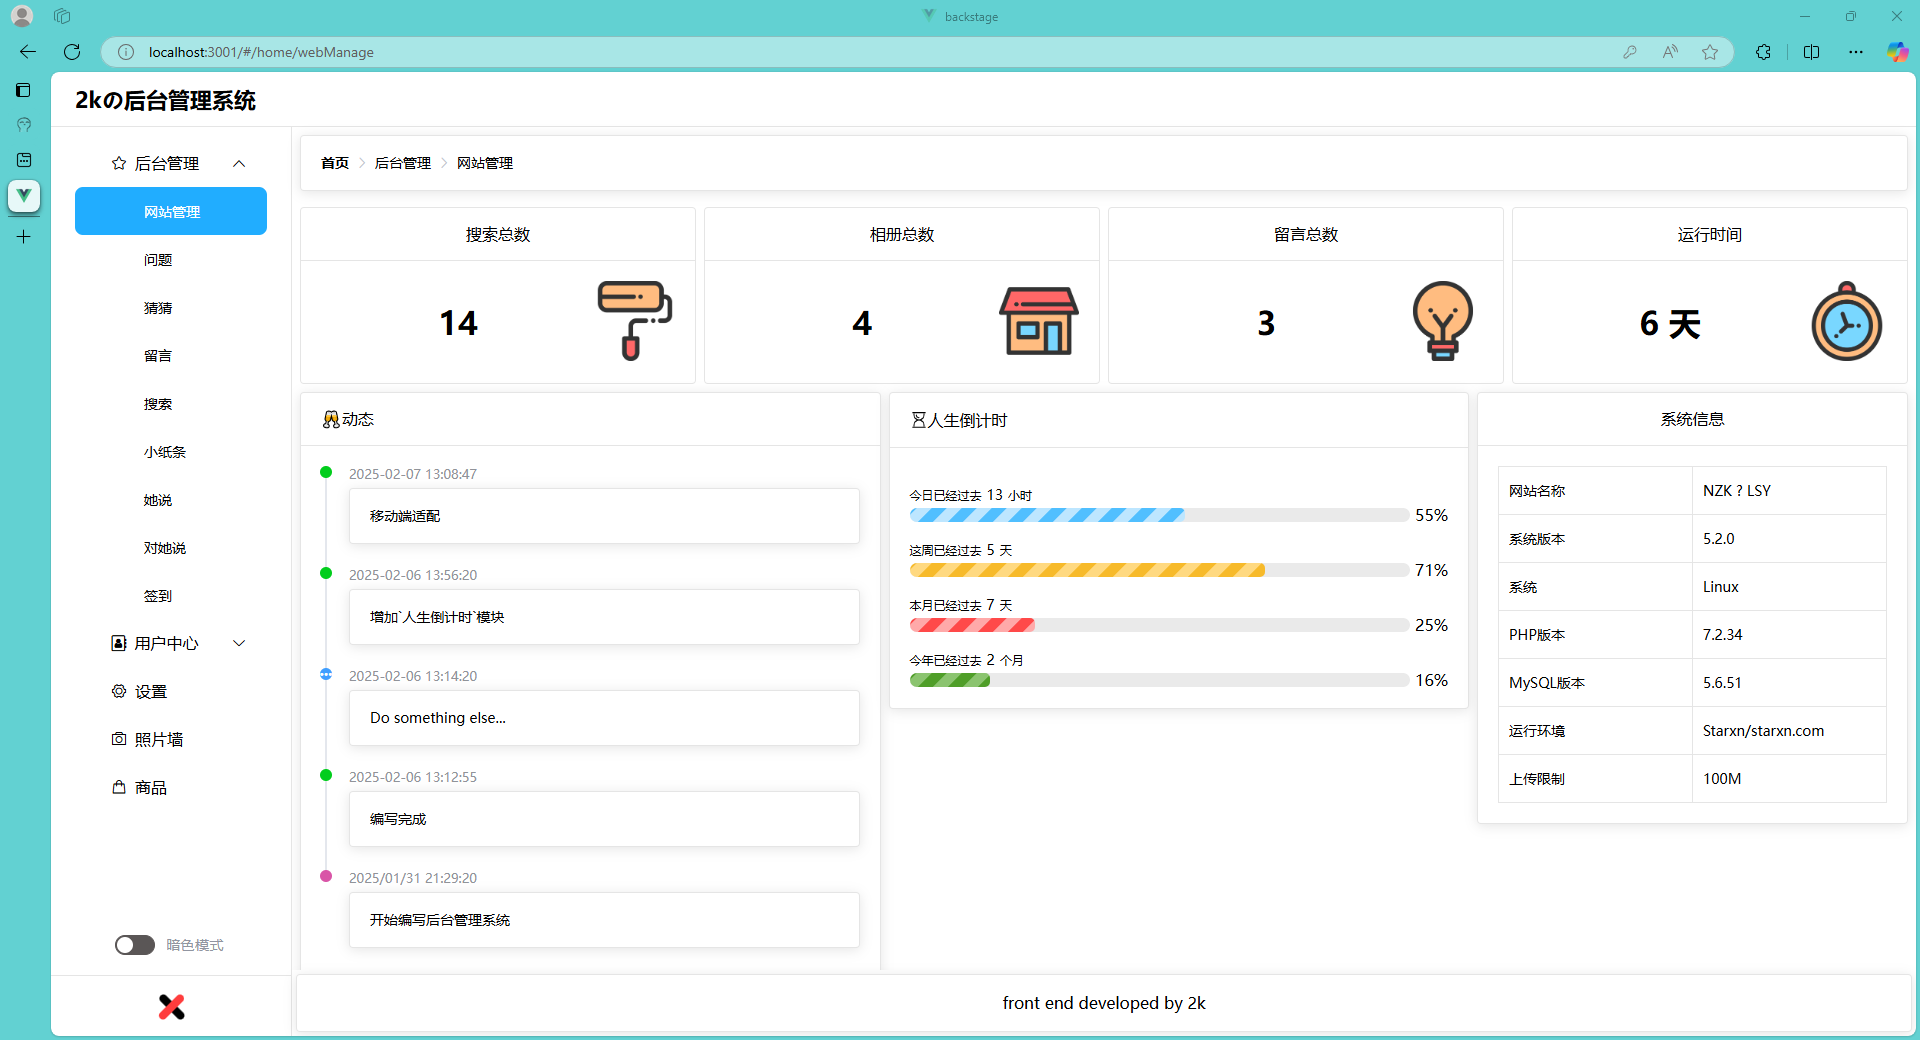 backstage
localhost:3001/#/home/webManage
2kの后台管理系统
后台管理
网站管理
问题
猜猜
留言
搜索
小纸条
她说
对她说
签到
用户中心
设置
照片墙
商品
暗色模式
首页 后台管理 网站管理
搜索总数
14
相册总数
4
留言总数
3
运行时间
6 天
动态
2025-02-07 13:08:47
移动端适配
2025-02-06 13:56:20
增加`人生倒计时`模块
2025-02-06 13:14:20
Do something else...
2025-02-06 13:12:55
编写完成
2025/01/31 21:29:20
开始编写后台管理系统
人生倒计时
今日已经过去 13 小时
55%
这周已经过去 5 天
71%
本月已经过去 7 天
25%
今年已经过去 2 个月
16%
系统信息
网站名称 NZK ? LSY
系统版本 5.2.0
系统 Linux
PHP版本 7.2.34
MySQL版本 5.6.51
运行环境 Starxn/starxn.com
上传限制 100M
front end developed by 2k